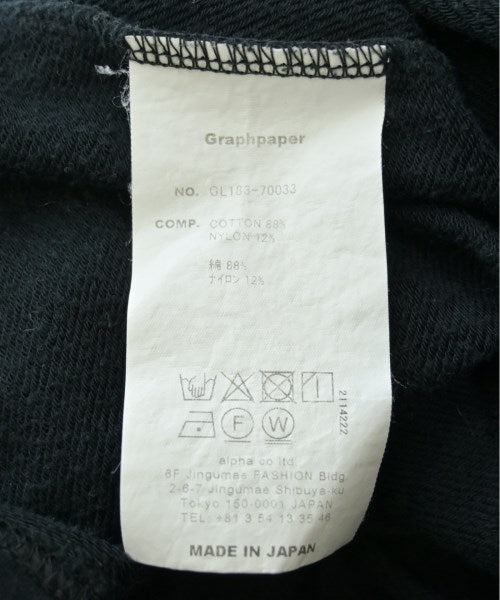 Graphpaper
NO. GL183-70033
COMP. COTTON 88%
NYLON 12%
綿 88%
ナイロン 12%
F W
2114222
alpha co ltd.
6F Jingumae FASHION Bldg.
2-6-7 Jingumae Shibuya-ku
Tokyo 150-0001 JAPAN
TEL: +81 3 54 13 35 46
MADE IN JAPAN